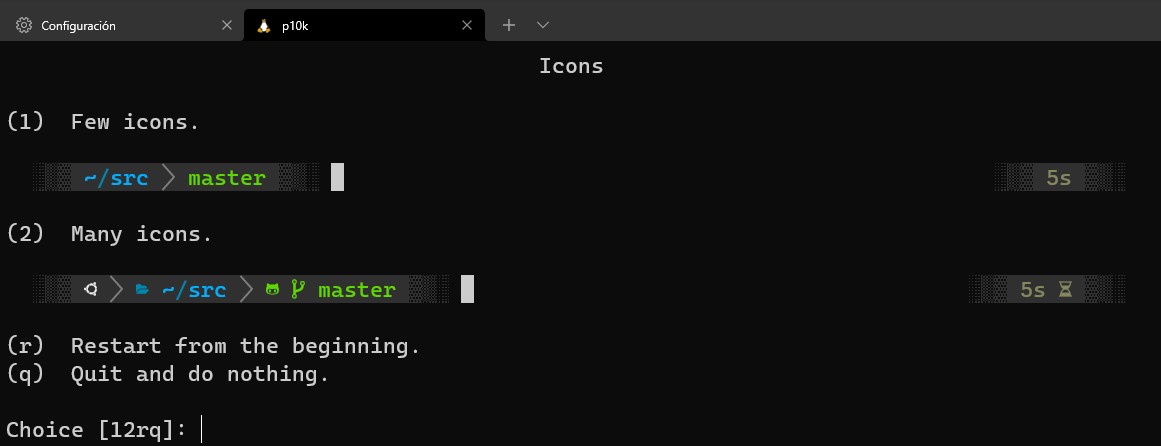 Configuración
p10k
Icons
(1) Few icons.
~/src master 5s
(2) Many icons.
~/src master 5s
(r) Restart from the beginning.
(q) Quit and do nothing.
Choice [12rq]: